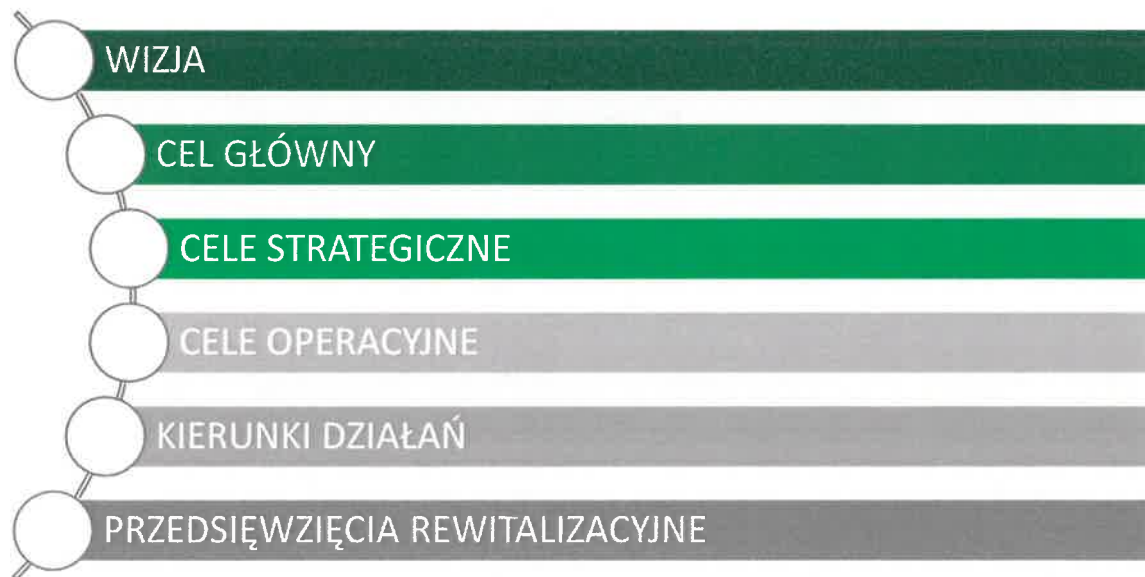 WIZJA
CEL GŁÓWNY
CELE STRATEGICZNE
CELE OPERACYJNE
KIERUNKI DZIAŁAŃ
PRZEDSIĘWZIĘCIA REWITALIZACYJNE